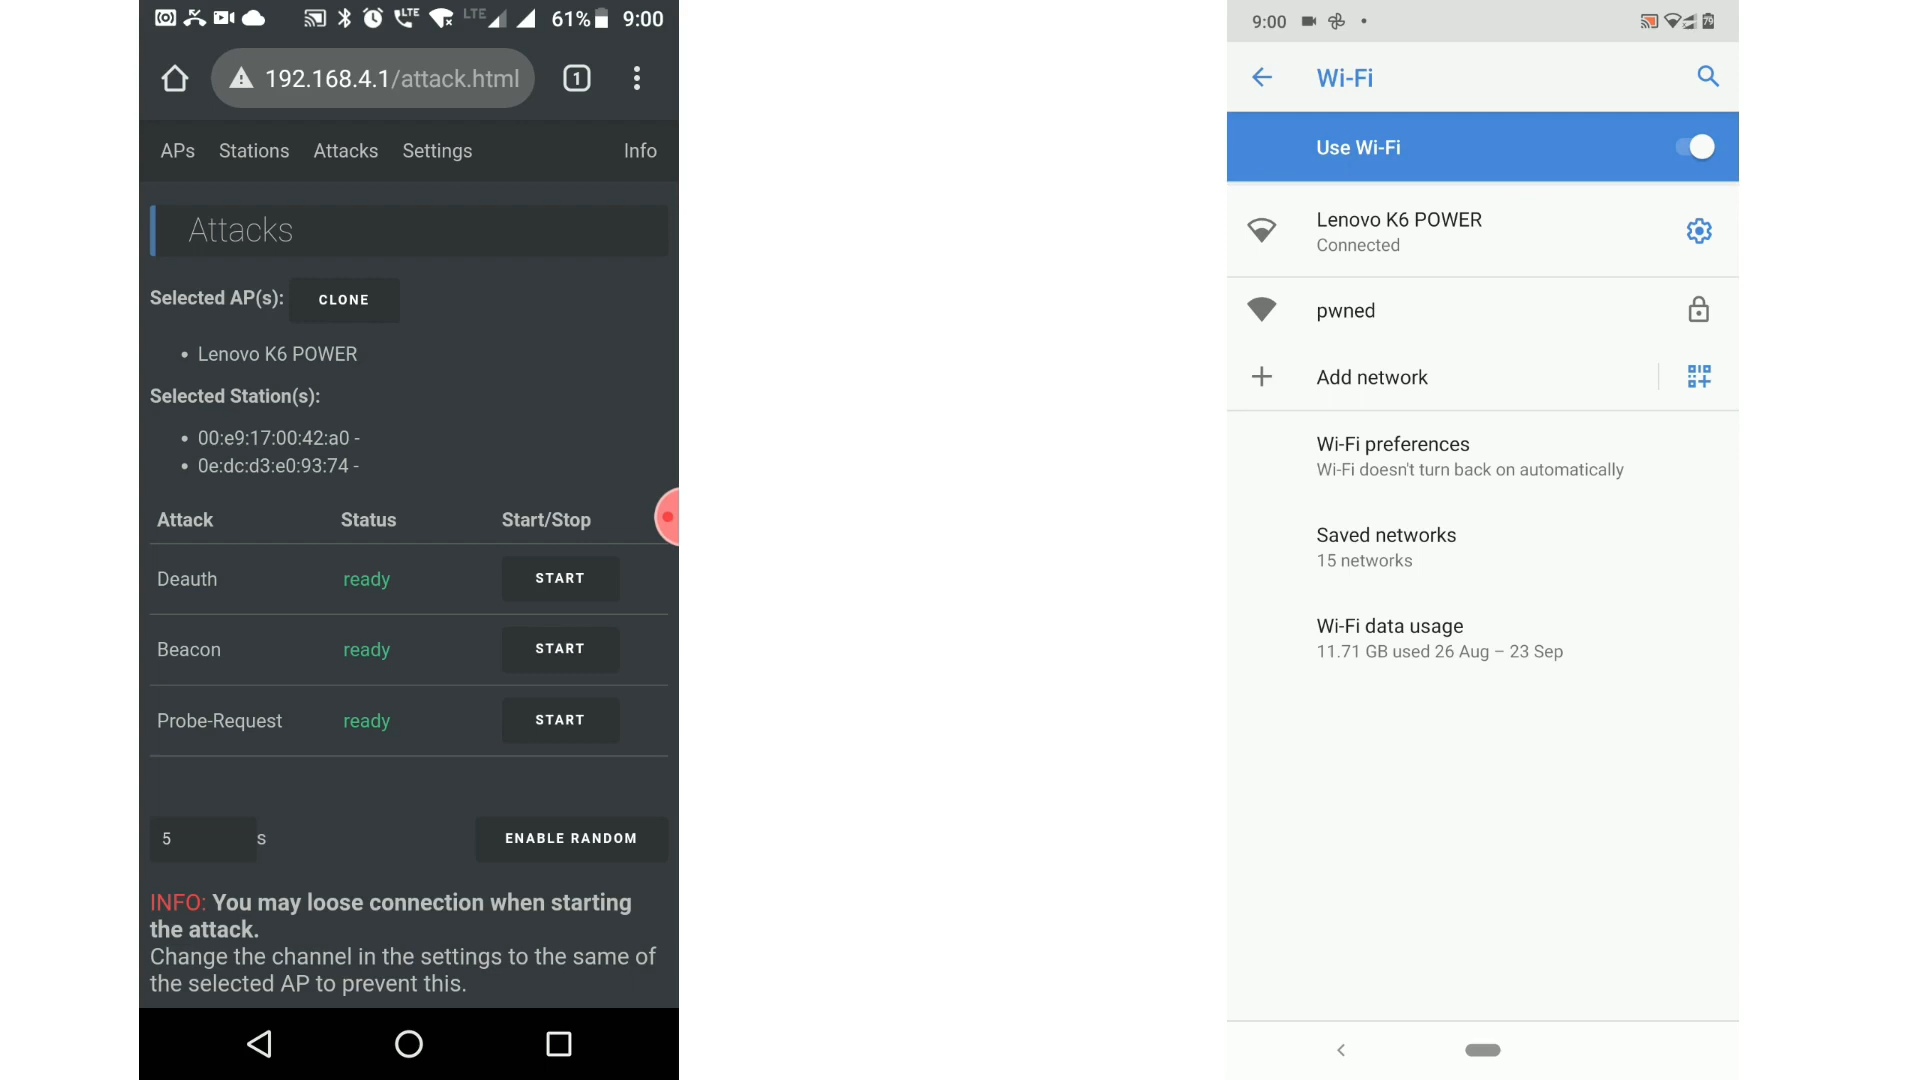 LTE LTE 61% 9:00
192.168.4.1/attack.html 1
APs Stations Attacks Settings Info
Attacks
Selected AP(s): CLONE
• Lenovo K6 POWER
Selected Station(s):
• 00:e9:17:00:42:a0 -
• 0e:dc:d3:e0:93:74 -
Attack Status Start/Stop
Deauth ready START
Beacon ready START
Probe-Request ready START
5 s ENABLE RANDOM
INFO: You may loose connection when starting
the attack.
Change the channel in the settings to the same of
the selected AP to prevent this.
9:00 79
Wi-Fi
Use Wi-Fi
Lenovo K6 POWER
Connected
pwned
Add network
Wi-Fi preferences
Wi-Fi doesn't turn back on automatically
Saved networks
15 networks
Wi-Fi data usage
11.71 GB used 26 Aug – 23 Sep